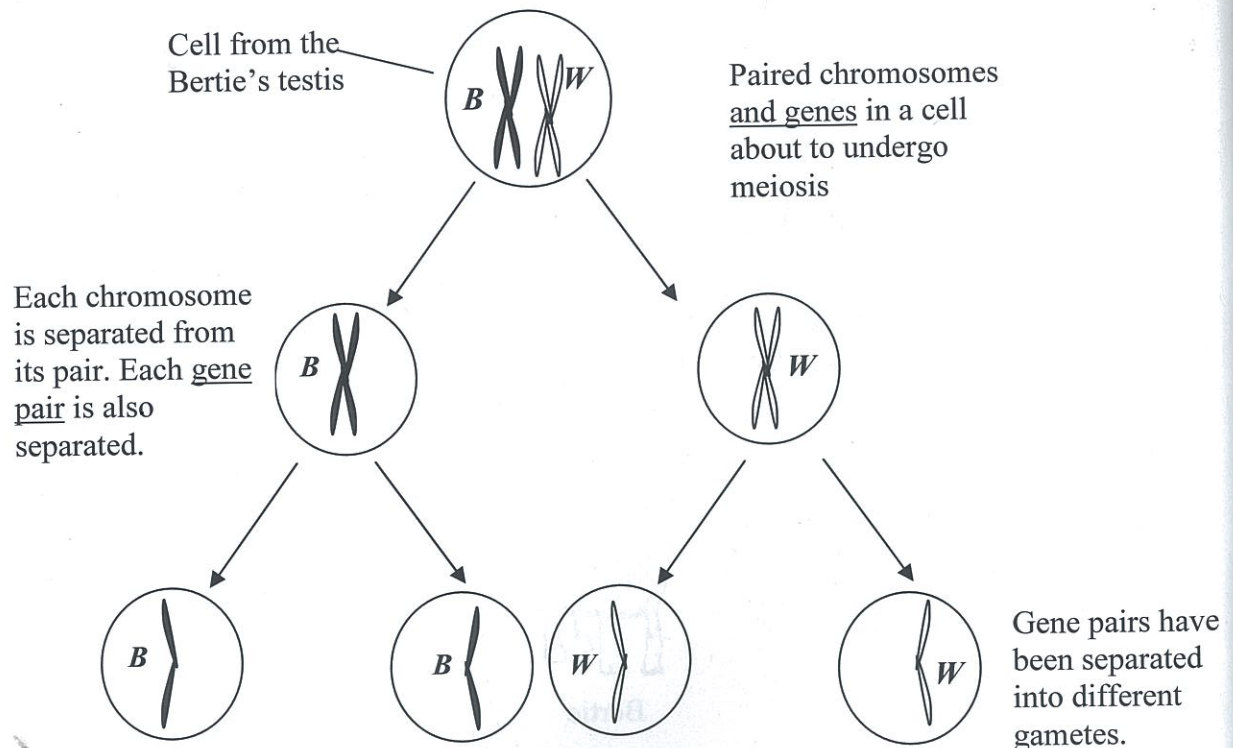 Cell from the
Bertie's testis
B
W
Paired chromosomes
and genes in a cell
about to undergo
meiosis
Each chromosome
is separated from
its pair. Each gene
pair is also
separated.
B
W
B
B
W
W
Gene pairs have
been separated
into different
gametes.